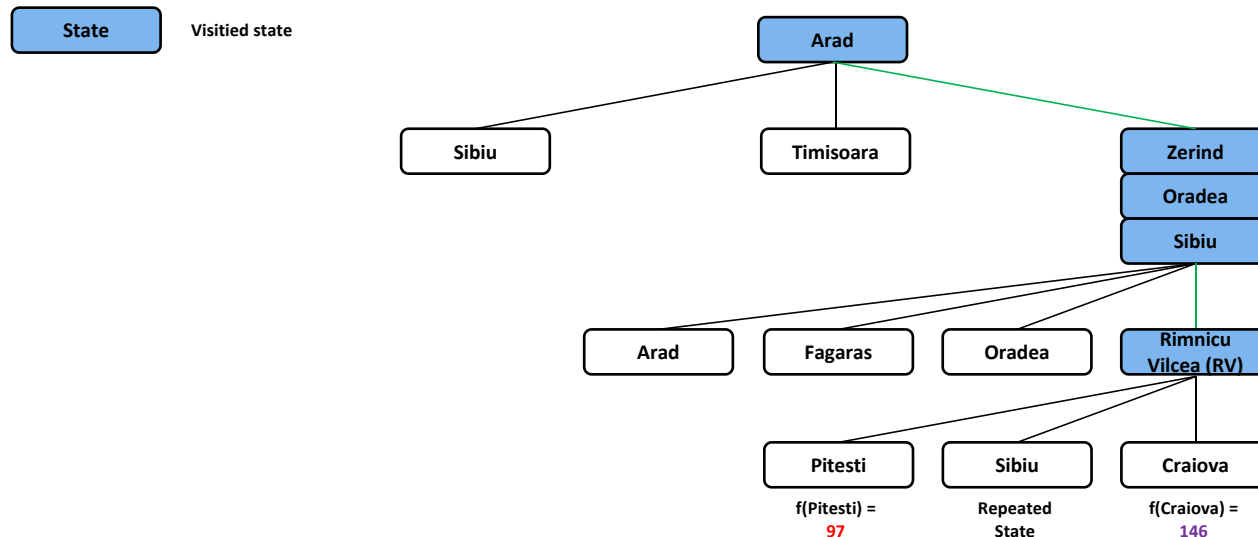 State
Visitied state
Arad
Sibiu
Timisoara
Zerind
Oradea
Sibiu
Arad
Fagaras
Oradea
Rimnicu
Vilcea (RV)
Pitesti
Sibiu
Craiova
f(Pitesti) =
97
Repeated
State
f(Craiova) =
146